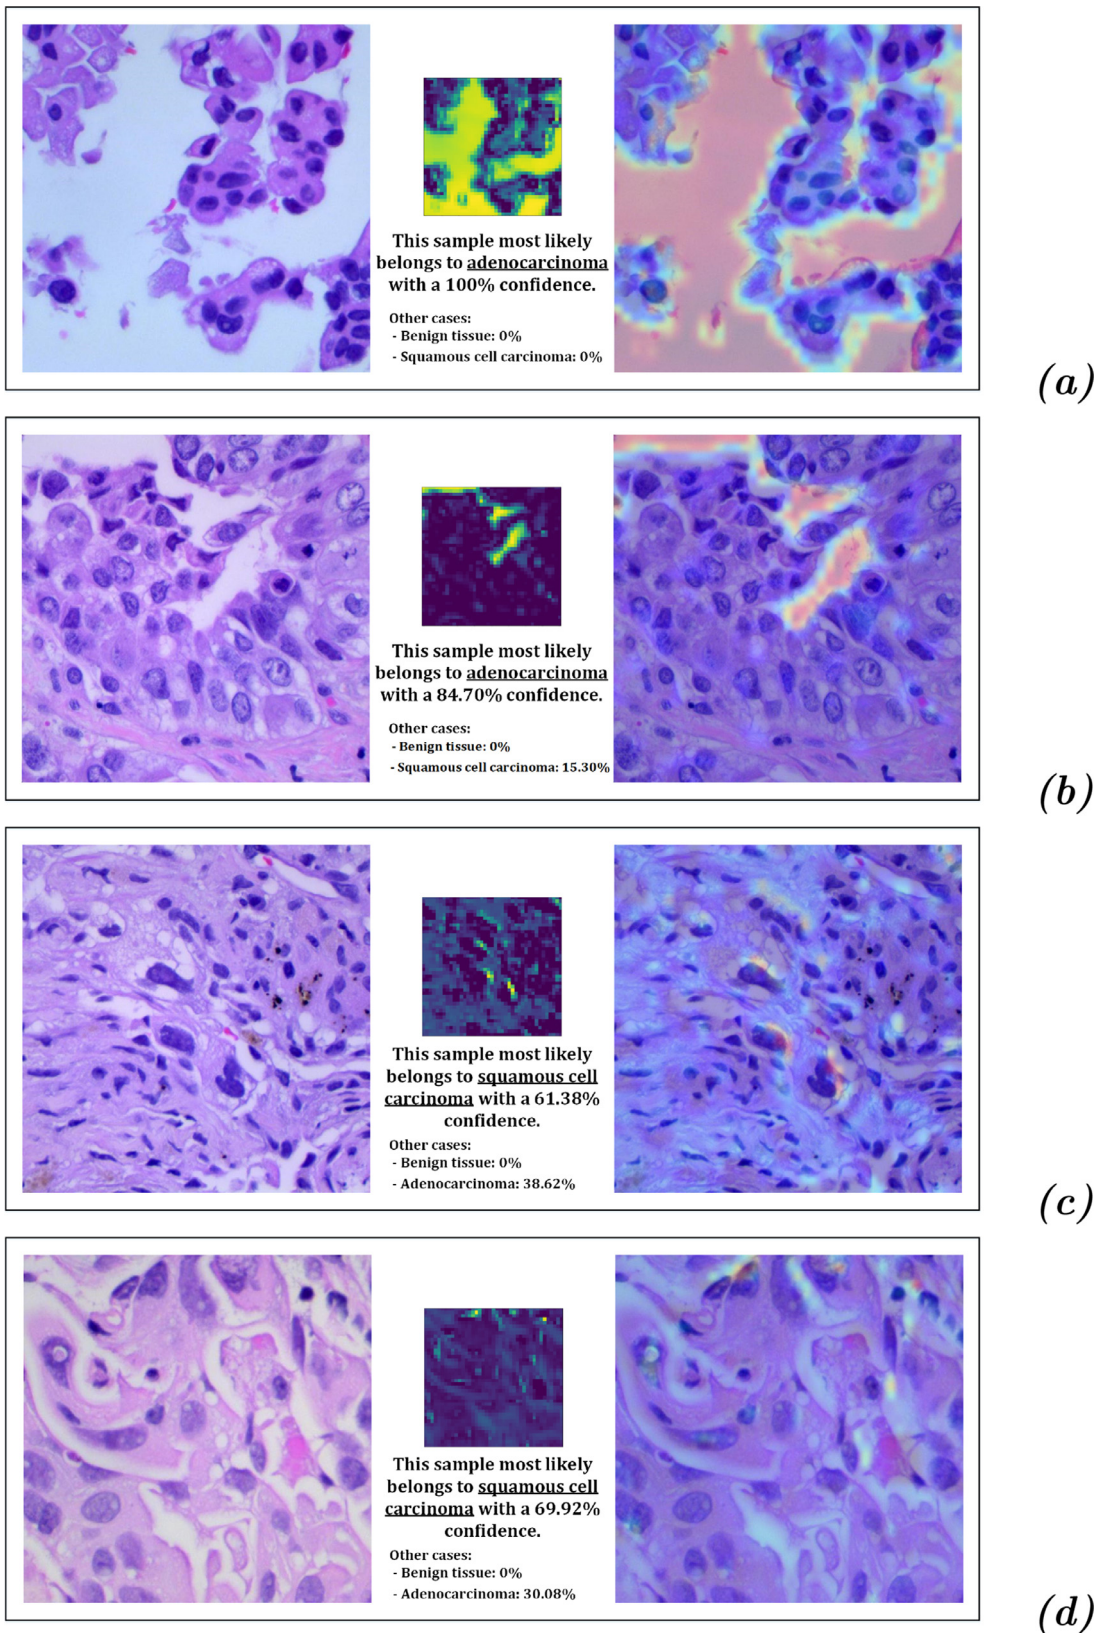 This sample most likely
belongs to adenocarcinoma
with a 100% confidence.
Other cases:
- Benign tissue: 0%
- Squamous cell carcinoma: 0%
(a)
This sample most likely
belongs to adenocarcinoma
with a 84.70% confidence.
Other cases:
- Benign tissue: 0%
- Squamous cell carcinoma: 15.30%
(b)
This sample most likely
belongs to squamous cell
carcinoma with a 61.38%
confidence.
Other cases:
- Benign tissue: 0%
- Adenocarcinoma: 38.62%
(c)
This sample most likely
belongs to squamous cell
carcinoma with a 69.92%
confidence.
Other cases:
- Benign tissue: 0%
- Adenocarcinoma: 30.08%
(d)